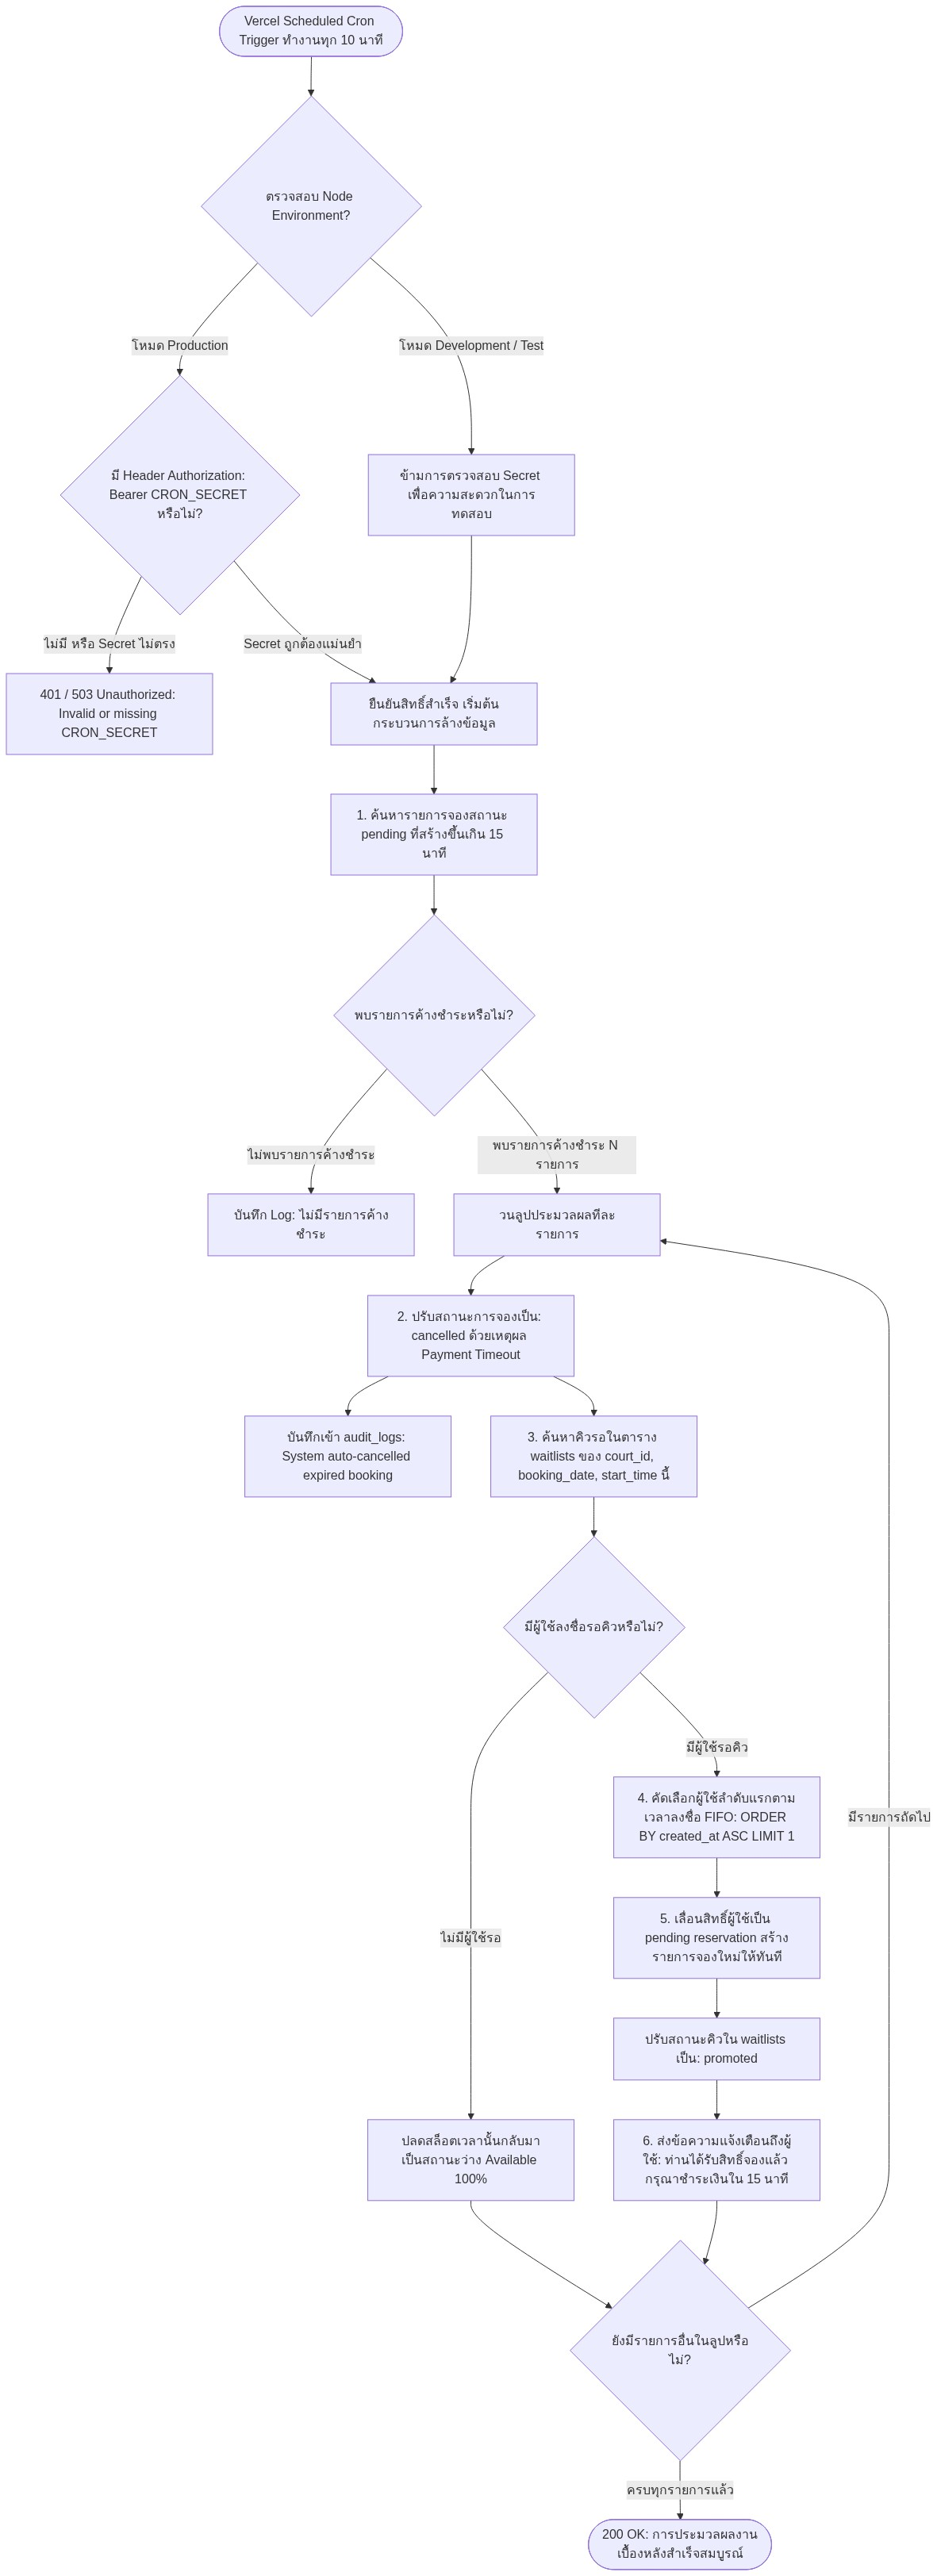 Vercel Scheduled Cron
Trigger ทำงานทุก 10 นาที
ตรวจสอบ Node
Environment?
โหมด Production
โหมด Development / Test
มี Header Authorization:
Bearer CRON_SECRET
หรือไม่?
ข้ามการตรวจสอบ Secret
เพื่อความสะดวกในการ
ทดสอบ
ไม่มี หรือ Secret ไม่ตรง
Secret ถูกต้องแม่นยำ
401 / 503 Unauthorized:
Invalid or missing
CRON_SECRET
ยืนยันสิทธิ์สำเร็จ เริ่มต้น
กระบวนการล้างข้อมูล
1. ค้นหารายการจองสถานะ
pending ที่สร้างขึ้นเกิน 15
นาที
พบรายการค้างชำระหรือไม่?
ไม่พบรายการค้างชำระ
พบรายการค้างชำระ N
รายการ
บันทึก Log: ไม่มีรายการค้าง
ชำระ
วนลูปประมวลผลทีละ
รายการ
2. ปรับสถานะการจองเป็น:
cancelled ด้วยเหตุผล
Payment Timeout
บันทึกเข้า audit_logs:
System auto-cancelled
expired booking
3. ค้นหาคิวรอในตาราง
waitlists ของ court_id,
booking_date, start_time นี้
มีผู้ใช้ลงชื่อรอคิวหรือไม่?
มีผู้ใช้รอคิว
4. คัดเลือกผู้ใช้ลำดับแรกตาม
เวลาลงชื่อ FIFO: ORDER
BY created_at ASC LIMIT 1
มีรายการถัดไป
5. เลื่อนสิทธิ์ผู้ใช้เป็น
pending reservation สร้าง
รายการจองใหม่ให้ทันที
ไม่มีผู้ใช้รอ
ปรับสถานะคิวใน waitlists
เป็น: promoted
ปลดสล็อตเวลานั้นกลับมา
เป็นสถานะว่าง Available
100%
6. ส่งข้อความแจ้งเตือนถึงผู้
ใช้: ท่านได้รับสิทธิ์จองแล้ว
กรุณาชำระเงินใน 15 นาที
ยังมีรายการอื่นในลูปหรือ
ไม่?
ครบทุกรายการแล้ว
200 OK: การประมวลผลงาน
เบื้องหลังสำเร็จสมบูรณ์